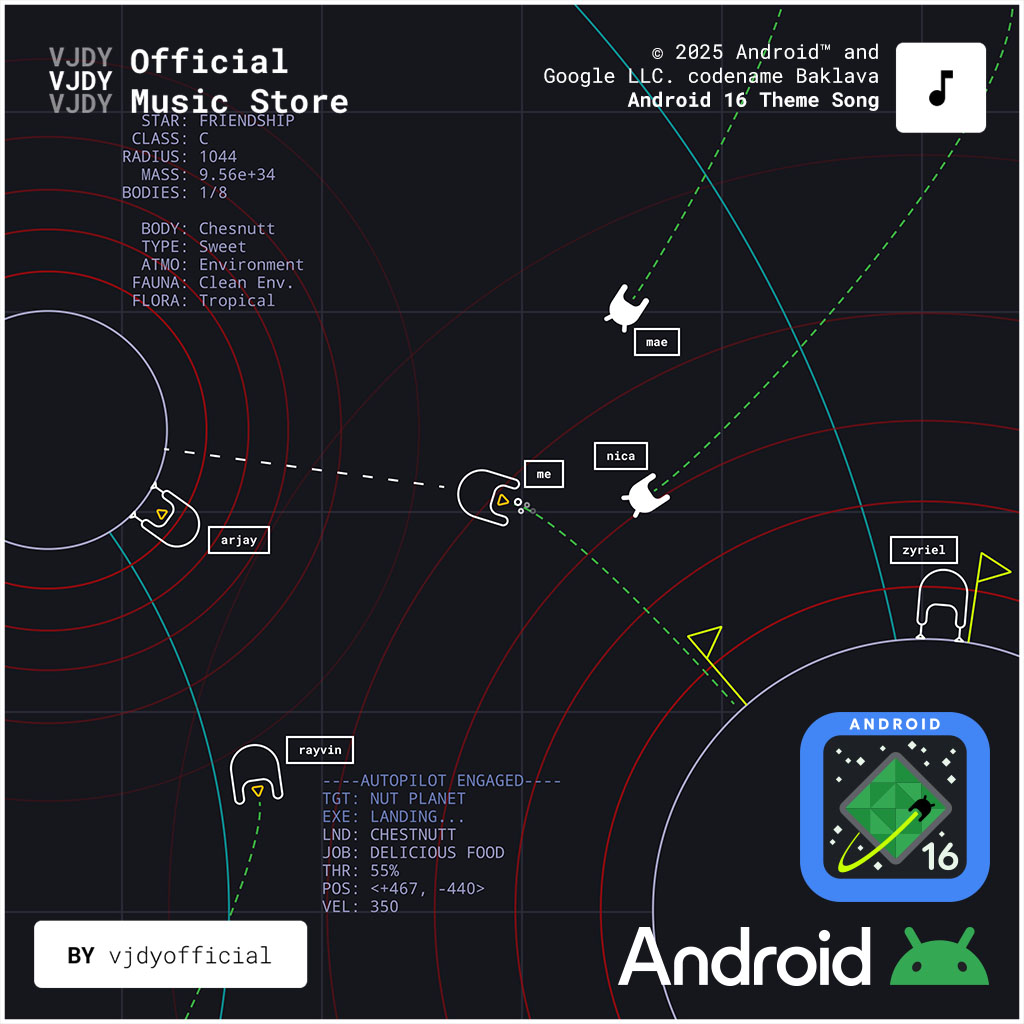 VJDY
VJDY
VJDY
Official
Music Store
© 2025 Android™ and
Google LLC. codename Baklava
Android 16 Theme Song
STAR: FRIENDSHIP
CLASS: C
RADIUS: 1044
MASS: 9.56e+34
BODIES: 1/8
BODY: Chesnutt
TYPE: Sweet
ATMO: Environment
FAUNA: Clean Env.
FLORA: Tropical
mae
nica
me
arjay
zyriel
rayvin
----AUTOPILOT ENGAGED----
TGT: NUT PLANET
EXE: LANDING...
LND: CHESTNUTT
JOB: DELICIOUS FOOD
THR: 55%
POS: <+467, -440>
VEL: 350
ANDROID
16
BY vjdyofficial
Android